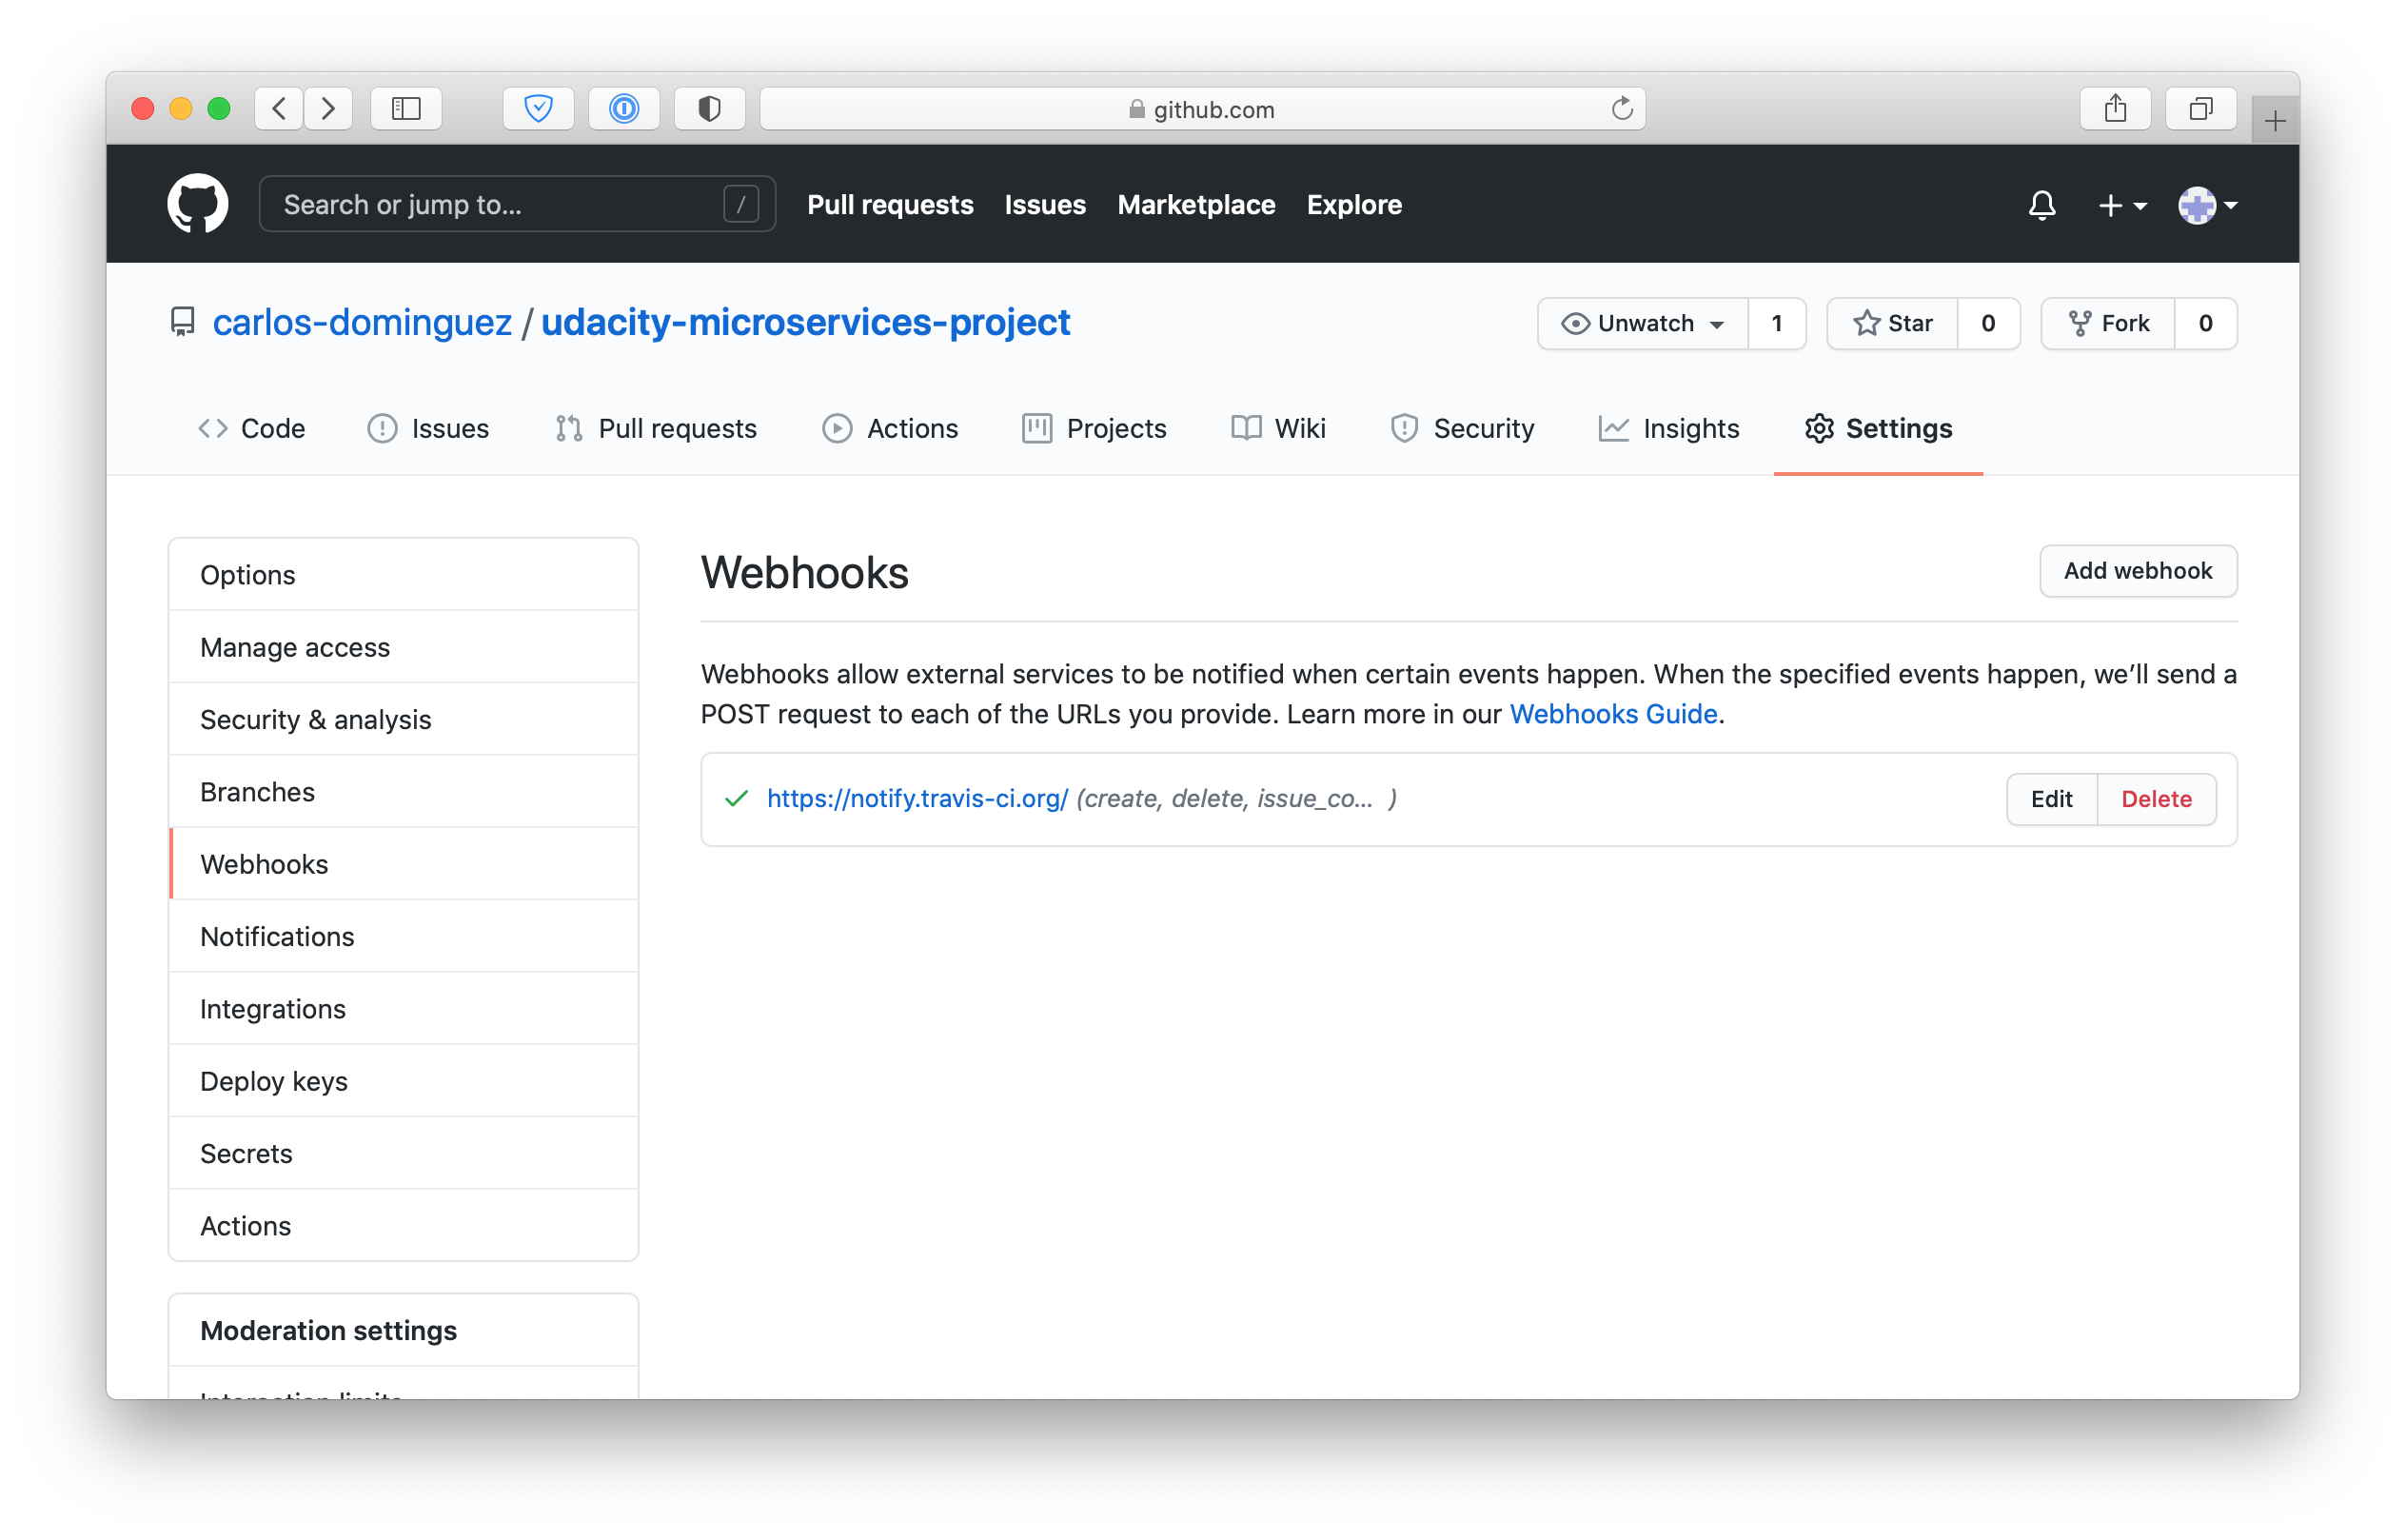 github.com
Search or jump to... /
Pull requests Issues Marketplace Explore
carlos-dominguez / udacity-microservices-project
Unwatch 1 Star 0 Fork 0
Code Issues Pull requests Actions Projects Wiki Security Insights Settings
Options
Manage access
Security & analysis
Branches
Webhooks
Notifications
Integrations
Deploy keys
Secrets
Actions
Moderation settings
Interaction limits
Webhooks
Add webhook
Webhooks allow external services to be notified when certain events happen. When the specified events happen, we’ll send a
POST request to each of the URLs you provide. Learn more in our Webhooks Guide.
https://notify.travis-ci.org/ (create, delete, issue_co... )
Edit Delete